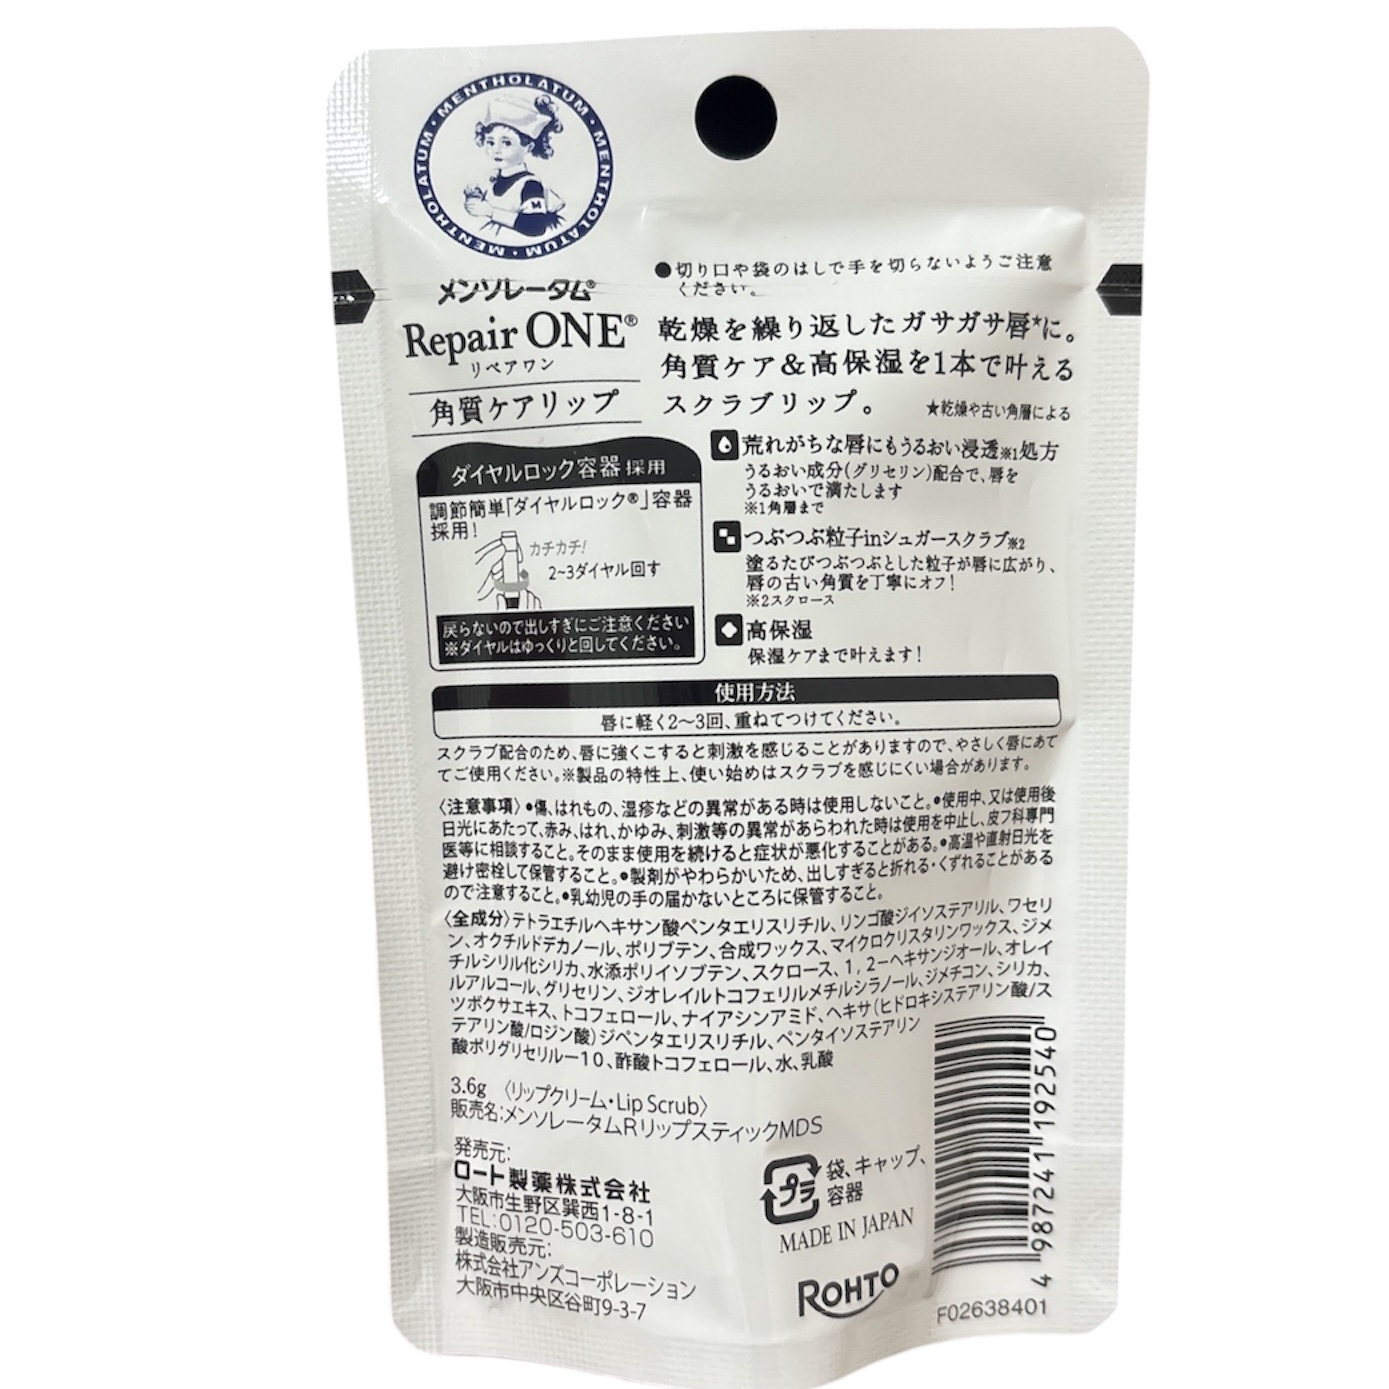 MENTHOLATUM・MENTHOLATUM・MENTHOLATUM・MENTHOLATUM・
M
メンソレータム®
Repair ONE®
リペアワン
角質ケアリップ
●切り口や袋のはしで手を切らないようご注意
ください。
乾燥を繰り返したガサガサ唇★に。
角質ケア&高保湿を1本で叶える
スクラブリップ。 ★乾燥や古い角層による
ダイヤルロック容器採用
調節簡単「ダイヤルロック®」容器
採用!
カチカチ!
2~3ダイヤル回す
戻らないので出しすぎにご注意ください
※ダイヤルはゆっくりと回してください。
荒れがちな唇にもうるおい浸透※1処方
うるおい成分(グリセリン)配合で、唇を
うるおいで満たします
※1角層まで
つぶつぶ粒子inシュガースクラブ※2
塗るたびつぶつぶとした粒子が唇に広がり、
唇の古い角質を丁寧にオフ!
※2スクロース
高保湿
保湿ケアまで叶えます!
使用方法
唇に軽く2〜3回、重ねてつけてください。
スクラブ配合のため、唇に強くこすると刺激を感じることがありますので、やさしく唇にあて
てご使用ください。※製品の特性上、使い始めはスクラブを感じにくい場合があります。
〈注意事項〉●傷、はれもの、湿疹などの異常がある時は使用しないこと。●使用中、又は使用後
日光にあたって、赤み、はれ、かゆみ、刺激等の異常があらわれた時は使用を中止し、皮フ科専門
医等に相談すること。そのまま使用を続けると症状が悪化することがある。●高温や直射日光を
避け密栓して保管すること。●製剤がやわらかいため、出しすぎると折れる・くずれることがある
ので注意すること。●乳幼児の手の届かないところに保管すること。
〈全成分〉テトラエチルヘキサン酸ペンタエリスリチル、リンゴ酸ジイソステアリル、ワセリ
ン、オクチルドデカノール、ポリブテン、合成ワックス、マイクロクリスタリンワックス、ジメ
チルシリル化シリカ、水添ポリイソブテン、スクロース、1,2-ヘキサンジオール、オレイ
ルアルコール、グリセリン、ジオレイルトコフェリルメチルシラノール、ジメチコン、シリカ、
ツボクサエキス、トコフェロール、ナイアシンアミド、ヘキサ(ヒドロキシステアリン酸/ス
テアリン酸/ロジン酸)ジペンタエリスリチル、ペンタイソステアリン
酸ポリグリセリル-10、酢酸トコフェロール、水、乳酸
3.6g 〈リップクリーム・Lip Scrub〉
販売名:メンソレータムRリップスティックMDS
発売元:
ロート製薬株式会社
大阪市生野区巽西1-8-1
TEL:0120-503-610
製造販売元:
株式会社アンズコーポレーション
大阪市中央区谷町9-3-7
プラ
袋、キャップ、
容器
MADE IN JAPAN
ROHTO
4 987241 192540
F02638401